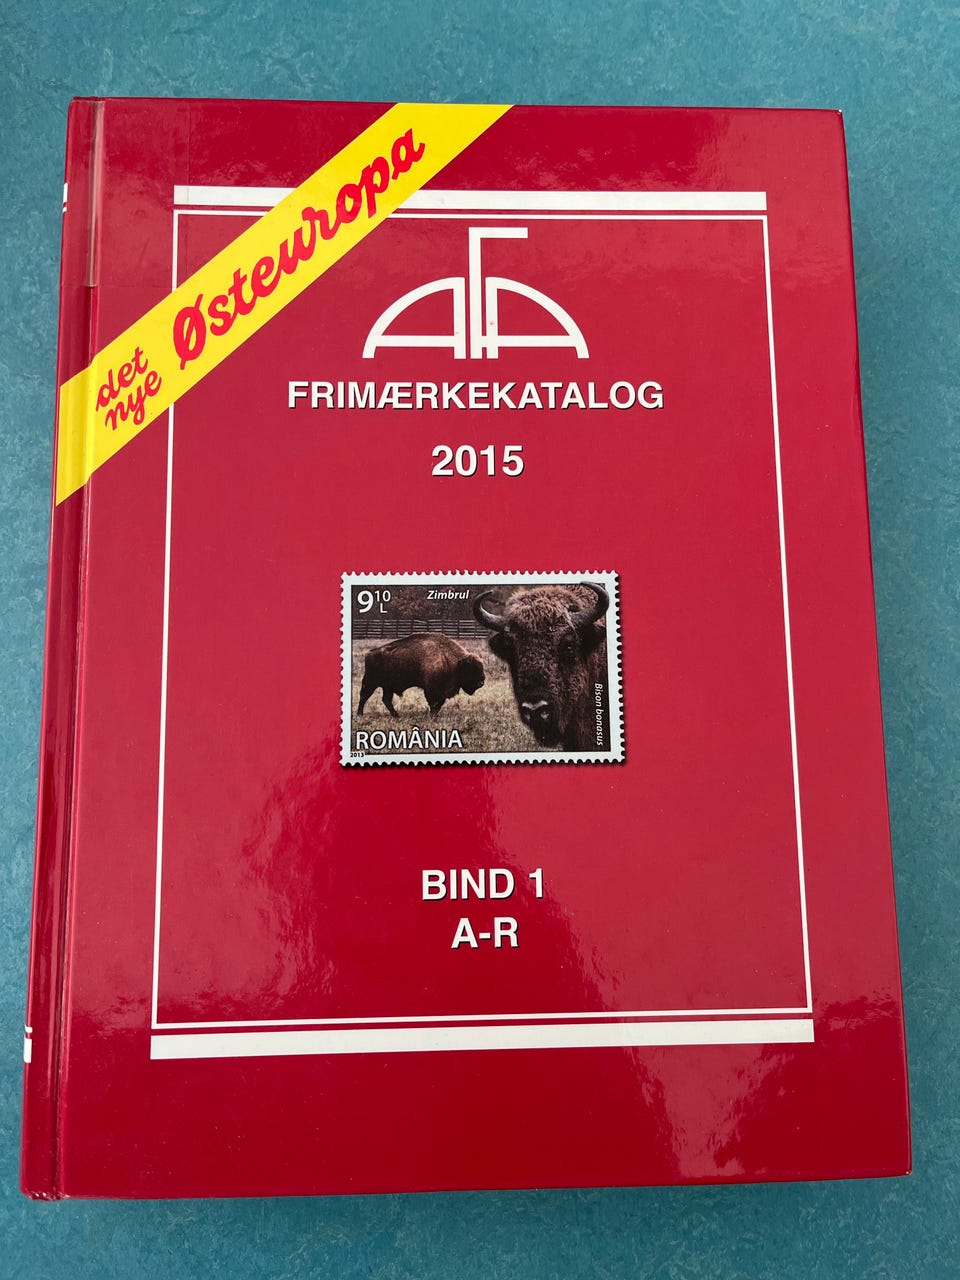 det
nye
Østeuropa
AFA
FRIMÆRKEKATALOG
2015
9 10
L
Zimbrul
Bison bonasus
ROMÂNIA
2013
BIND 1
A-R